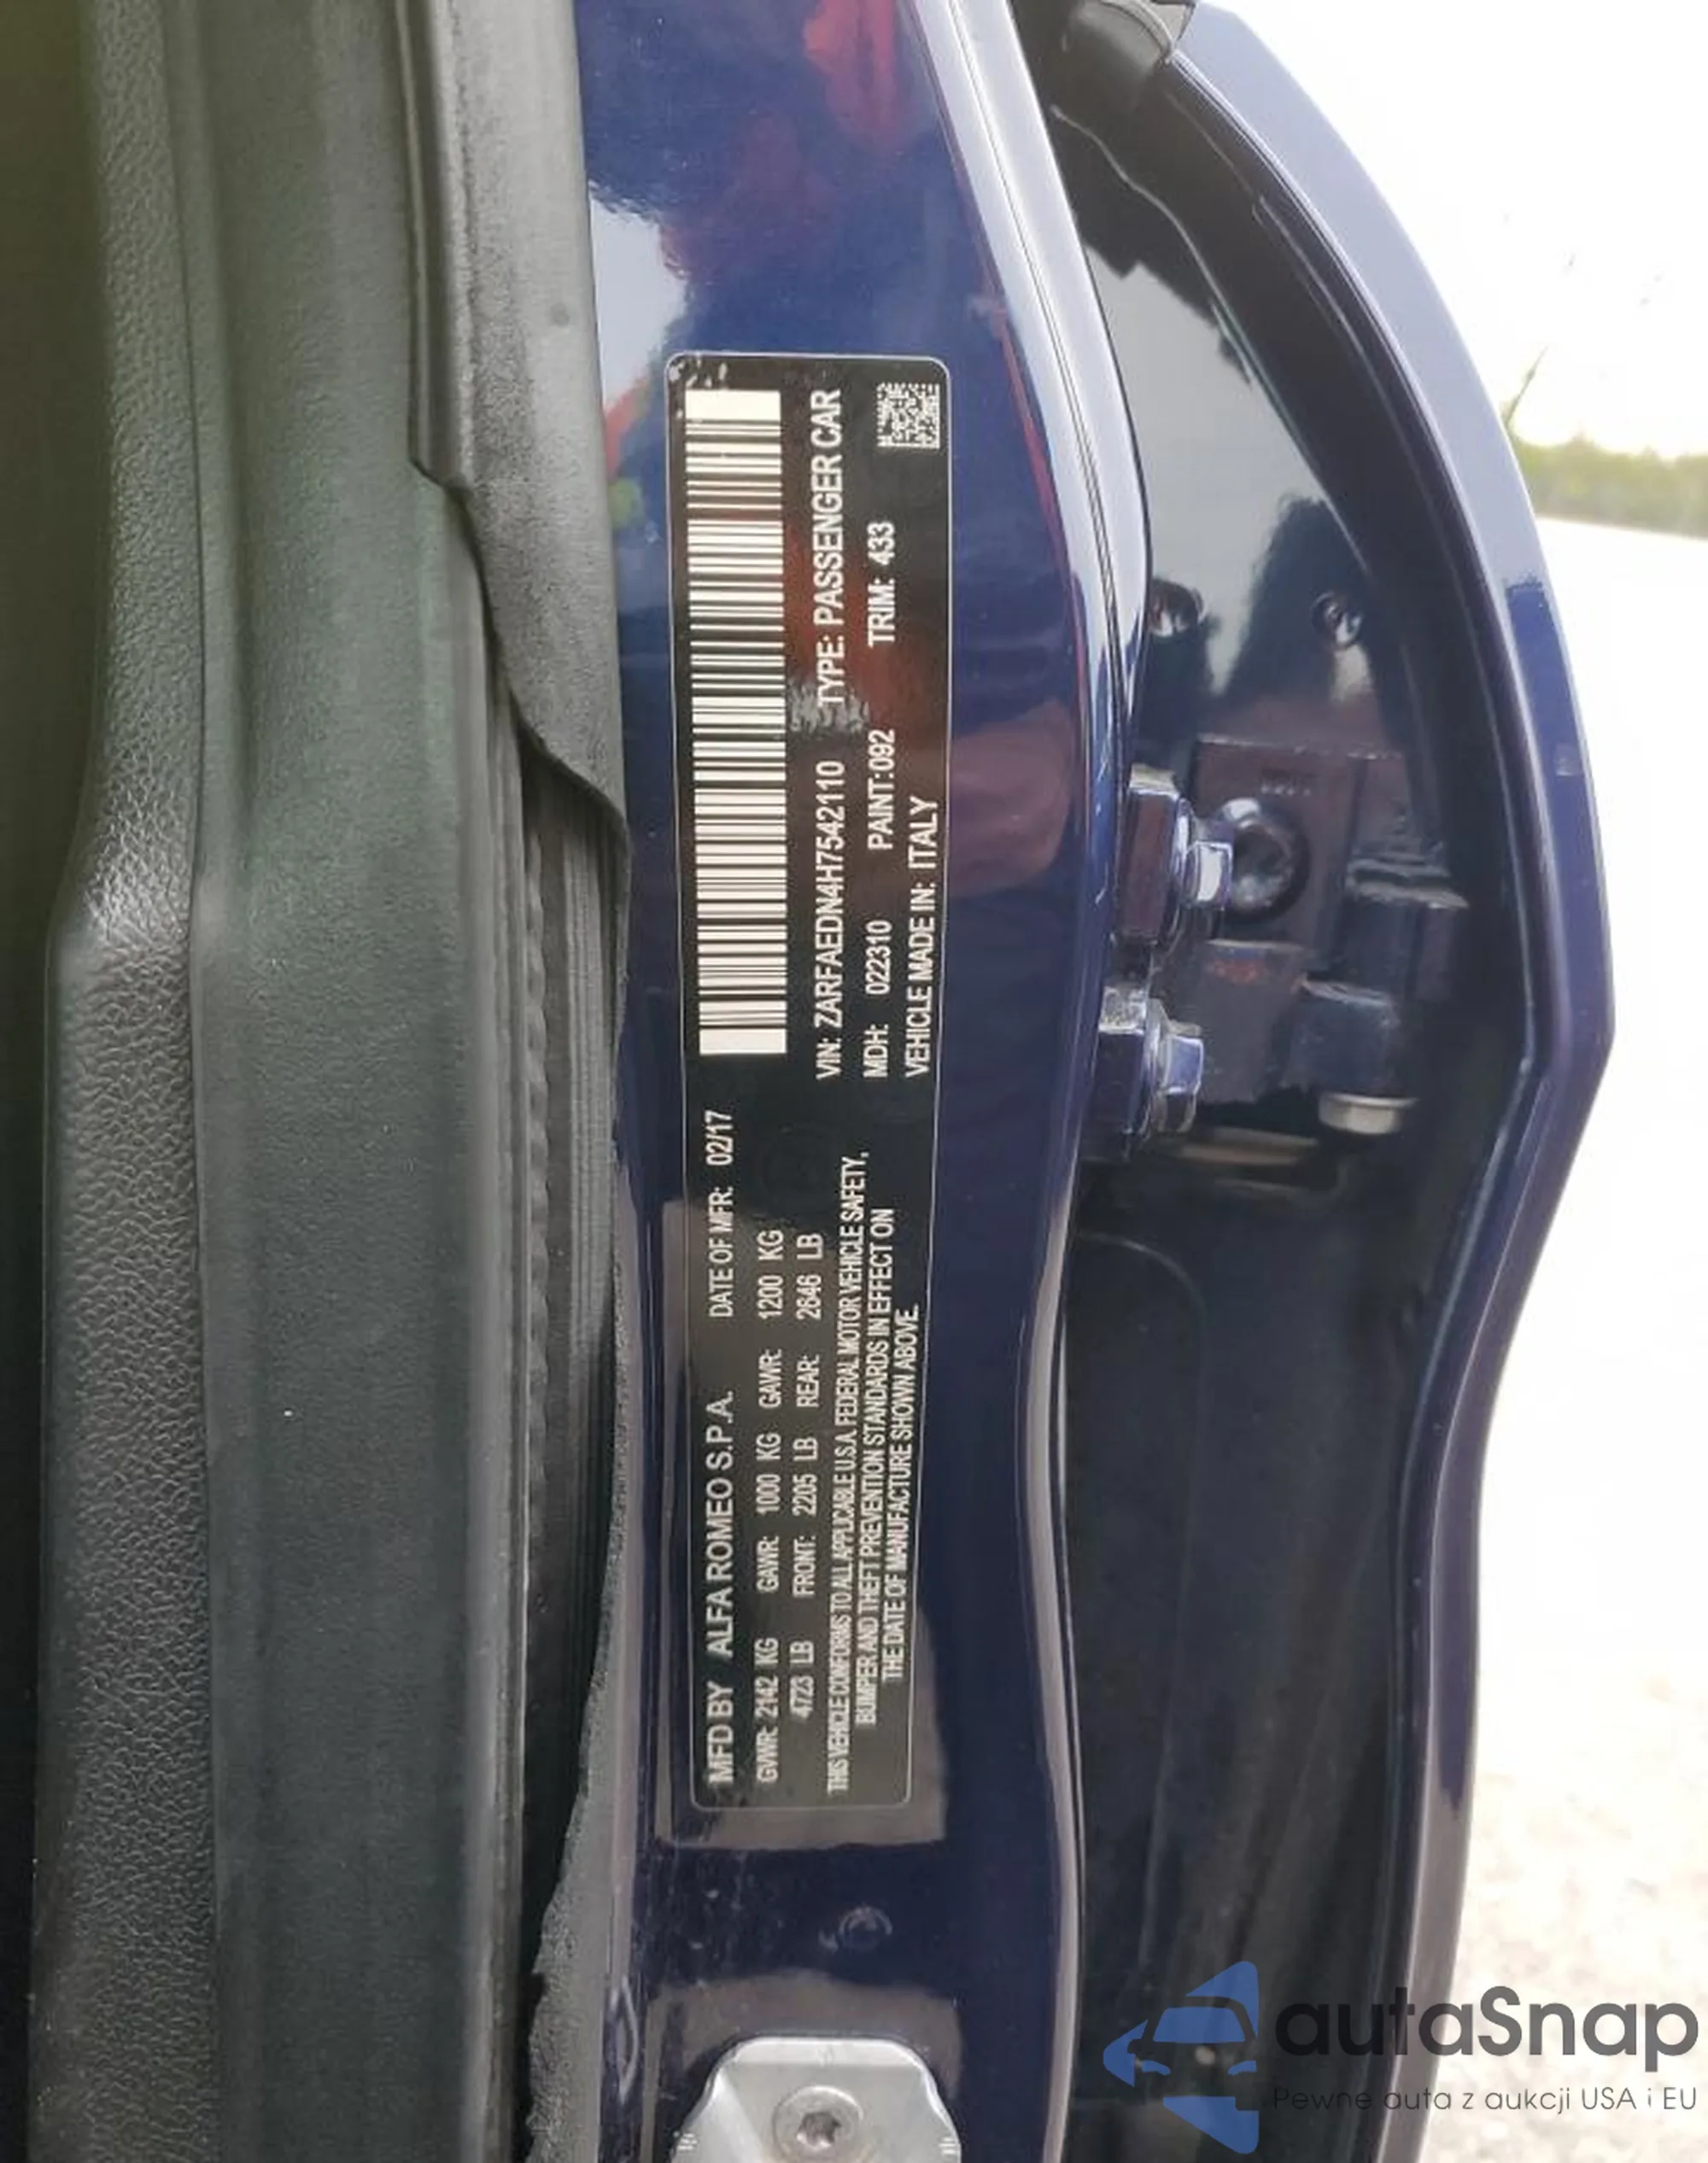 MFD BY ALFA ROMEO S.P.A. DATE OF MFR: 02/17
GVWR: 2142 KG GAWR: 1000 KG GAWR: 1200 KG
4723 LB FRONT: 2205 LB REAR: 2646 LB
THIS VEHICLE CONFORMS TO ALL APPLICABLE U.S.A. FEDERAL MOTOR VEHICLE SAFETY,
BUMPER AND THEFT PREVENTION STANDARDS IN EFFECT ON
THE DATE OF MANUFACTURE SHOWN ABOVE.
VIN: ZARFAEDN4H7542110 TYPE: PASSENGER CAR
MDH: 022310 PAINT:092 TRIM: 433
VEHICLE MADE IN: ITALY
autaSnap
Pewne auta z aukcji USA i EU